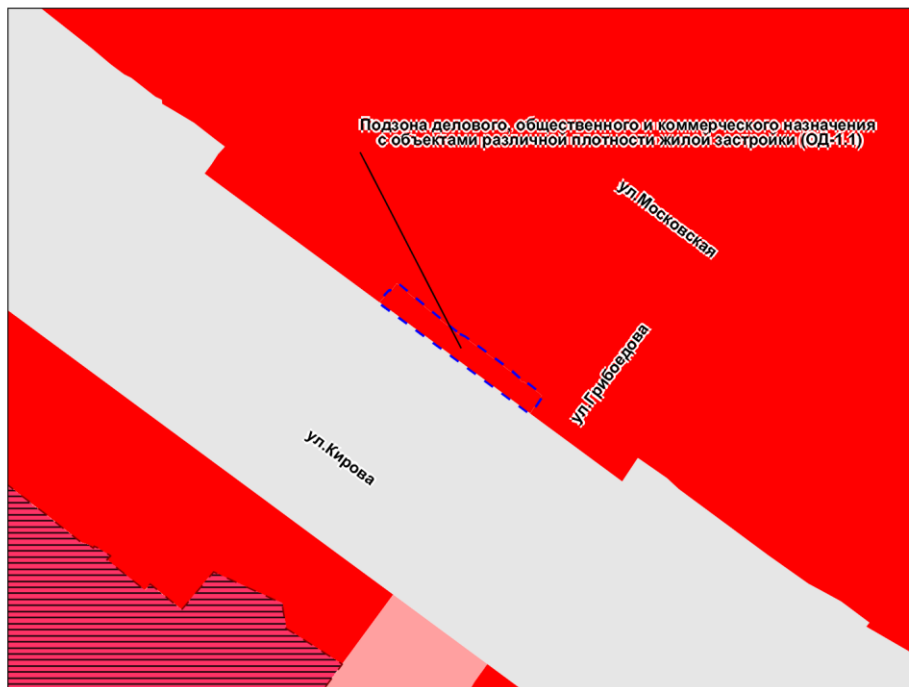 Подзона делового, общественного и коммерческого назначения
с объектами различной плотности жилой застройки (ОД-1.1)
ул.Московская
ул.Грибоедова
ул.Кирова